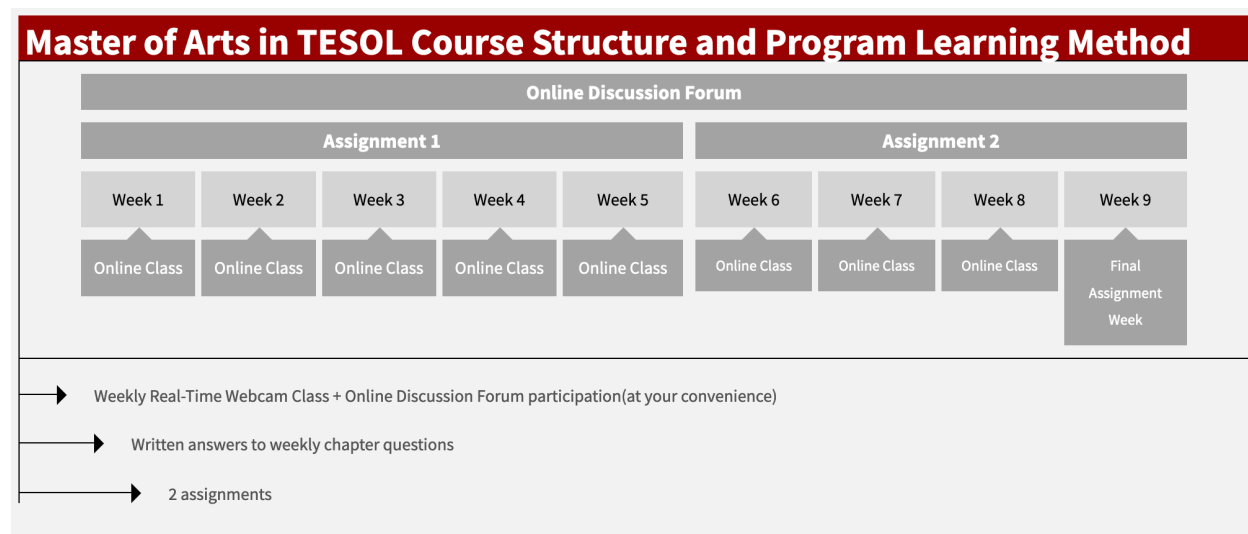 Master of Arts in TESOL Course Structure and Program Learning Method
Online Discussion Forum
Assignment 1 Assignment 2
Week 1 Week 2 Week 3 Week 4 Week 5 Week 6 Week 7 Week 8 Week 9
Online Class Online Class Online Class Online Class Online Class Online Class Online Class Online Class Final
Assignment
Week
Weekly Real-Time Webcam Class + Online Discussion Forum participation(at your convenience)
Written answers to weekly chapter questions
2 assignments